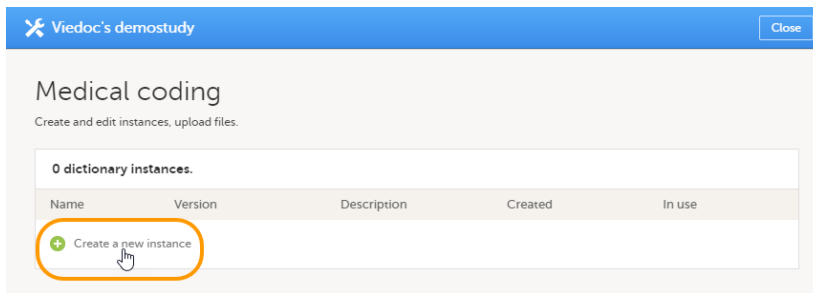 Viedoc's demostudy
Close
Medical coding
Create and edit instances, upload files.
0 dictionary instances.
Name Version Description Created In use
Create a new instance